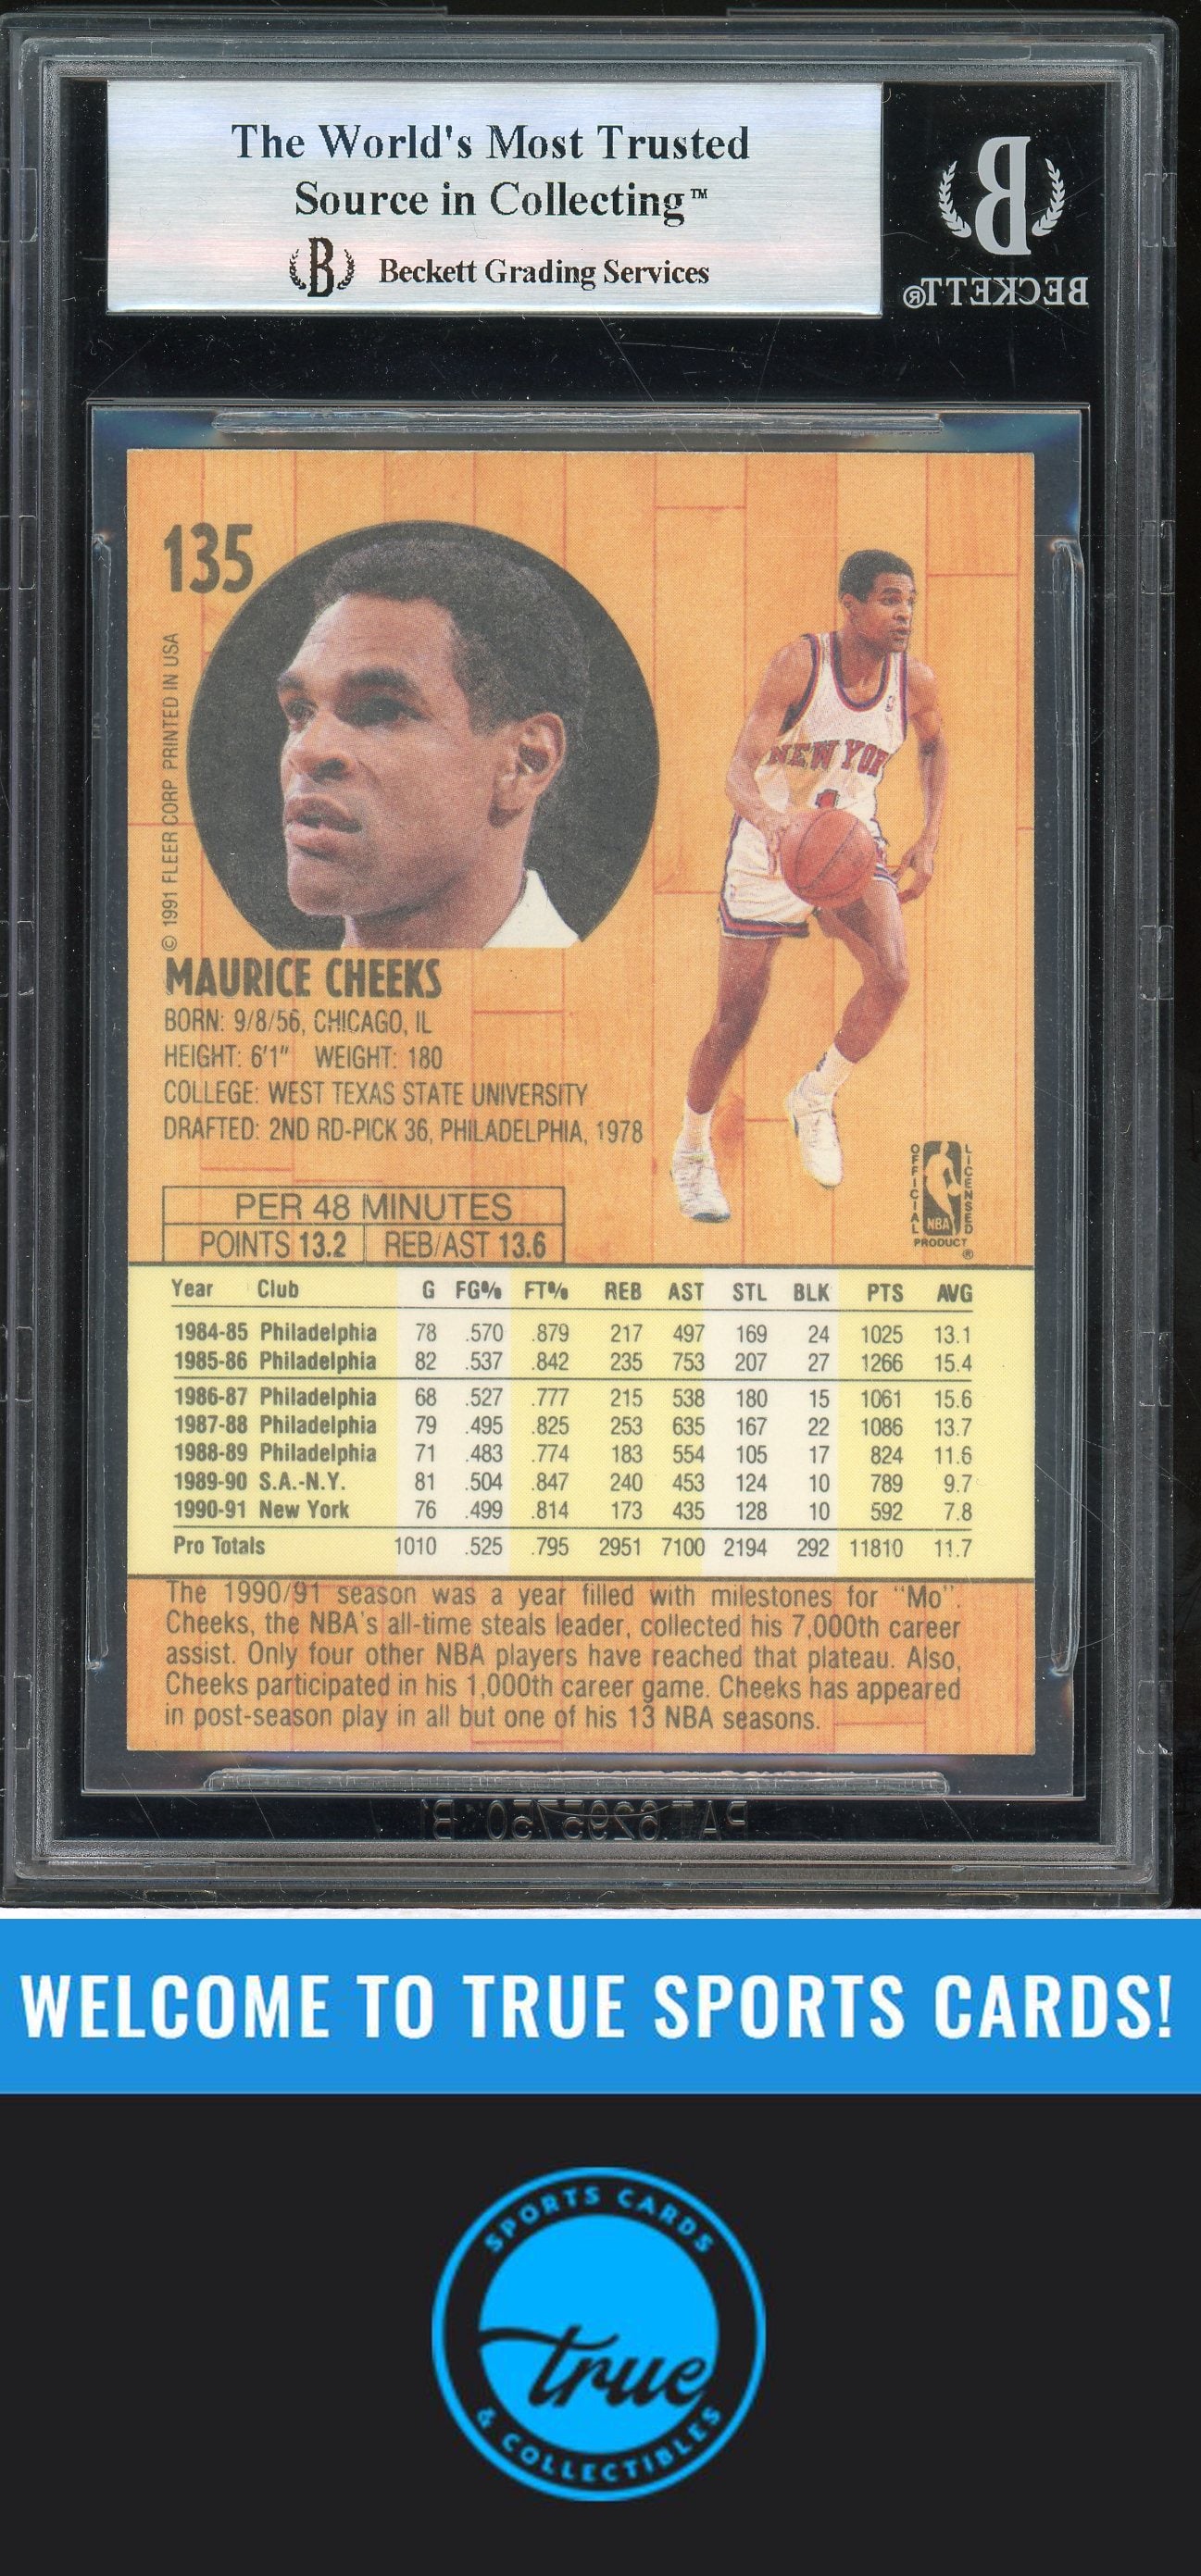 The World's Most Trusted
Source in Collecting™
B Beckett Grading Services
B
BECKETT®
135
© 1991 FLEER CORP PRINTED IN USA
NEW YOR
1
MAURICE CHEEKS
BORN: 9/8/56, CHICAGO, IL
HEIGHT: 6'1" WEIGHT: 180
COLLEGE: WEST TEXAS STATE UNIVERSITY
DRAFTED: 2ND RD-PICK 36, PHILADELPHIA, 1978
OFFICIAL LICENSED
NBA
PRODUCT
®
PER 48 MINUTES
POINTS 13.2 REB/AST 13.6
Year Club G FG% FT% REB AST STL BLK PTS AVG
1984-85 Philadelphia 78 .570 .879 217 497 169 24 1025 13.1
1985-86 Philadelphia 82 .537 .842 235 753 207 27 1266 15.4
1986-87 Philadelphia 68 .527 .777 215 538 180 15 1061 15.6
1987-88 Philadelphia 79 .495 .825 253 635 167 22 1086 13.7
1988-89 Philadelphia 71 .483 .774 183 554 105 17 824 11.6
1989-90 S.A.-N.Y. 81 .504 .847 240 453 124 10 789 9.7
1990-91 New York 76 .499 .814 173 435 128 10 592 7.8
Pro Totals 1010 .525 .795 2951 7100 2194 292 11810 11.7
The 1990/91 season was a year filled with milestones for "Mo".
Cheeks, the NBA's all-time steals leader, collected his 7,000th career
assist. Only four other NBA players have reached that plateau. Also,
Cheeks participated in his 1,000th career game. Cheeks has appeared
in post-season play in all but one of his 13 NBA seasons.
WELCOME TO TRUE SPORTS CARDS!
SPORTS CARDS
true
& COLLECTIBLES